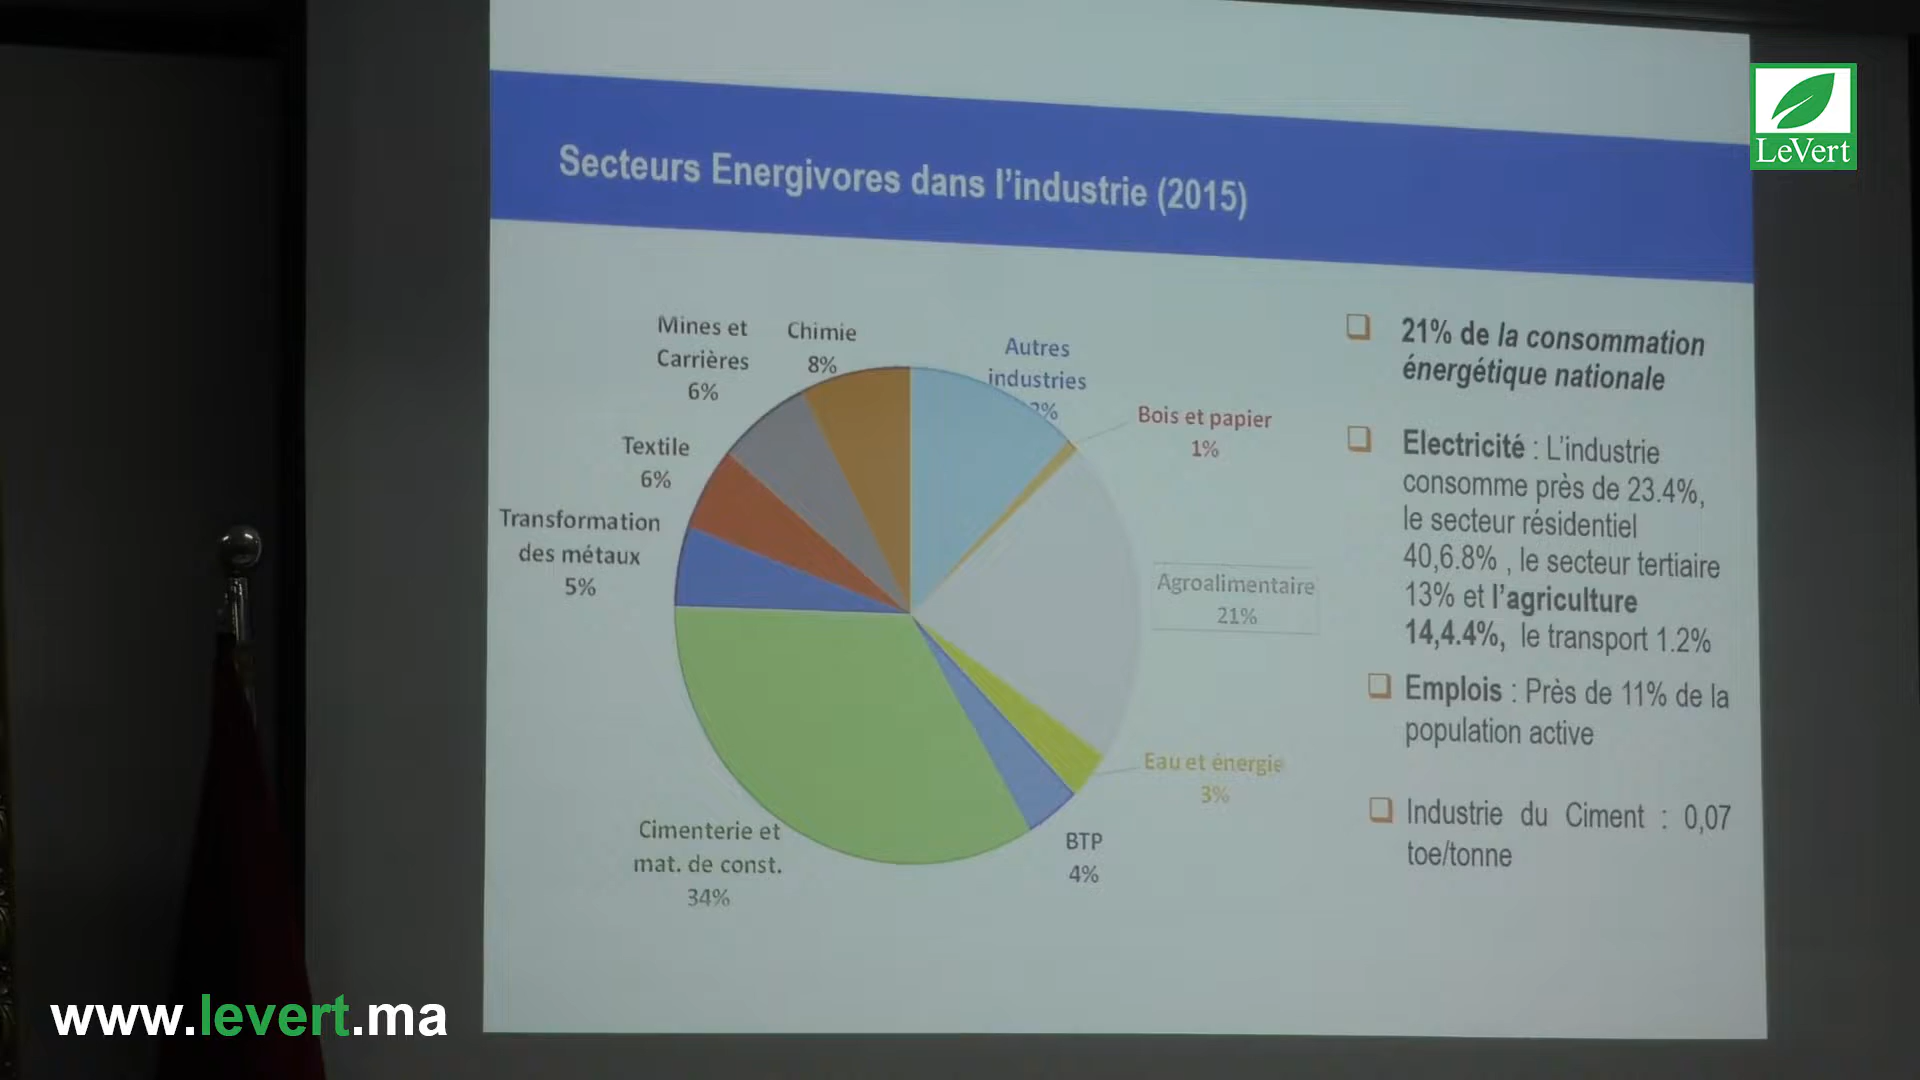 LeVert
Secteurs Energivores dans l'industrie (2015)
Mines et
Carrières
6%
Chimie
8%
Autres
industries
Bois et papier
1%
Textile
6%
Transformation
des métaux
5%
Agroalimentaire
21%
Eau et énergie
3%
Cimenterie et
mat. de const.
34%
BTP
4%
21% de la consommation
énergétique nationale
Electricité : L'industrie
consomme près de 23.4%,
le secteur résidentiel
40,6.8% , le secteur tertiaire
13% et l'agriculture
14,4.4%, le transport 1.2%
Emplois : Près de 11% de la
population active
Industrie du Ciment : 0,07
toe/tonne
www.levert.ma